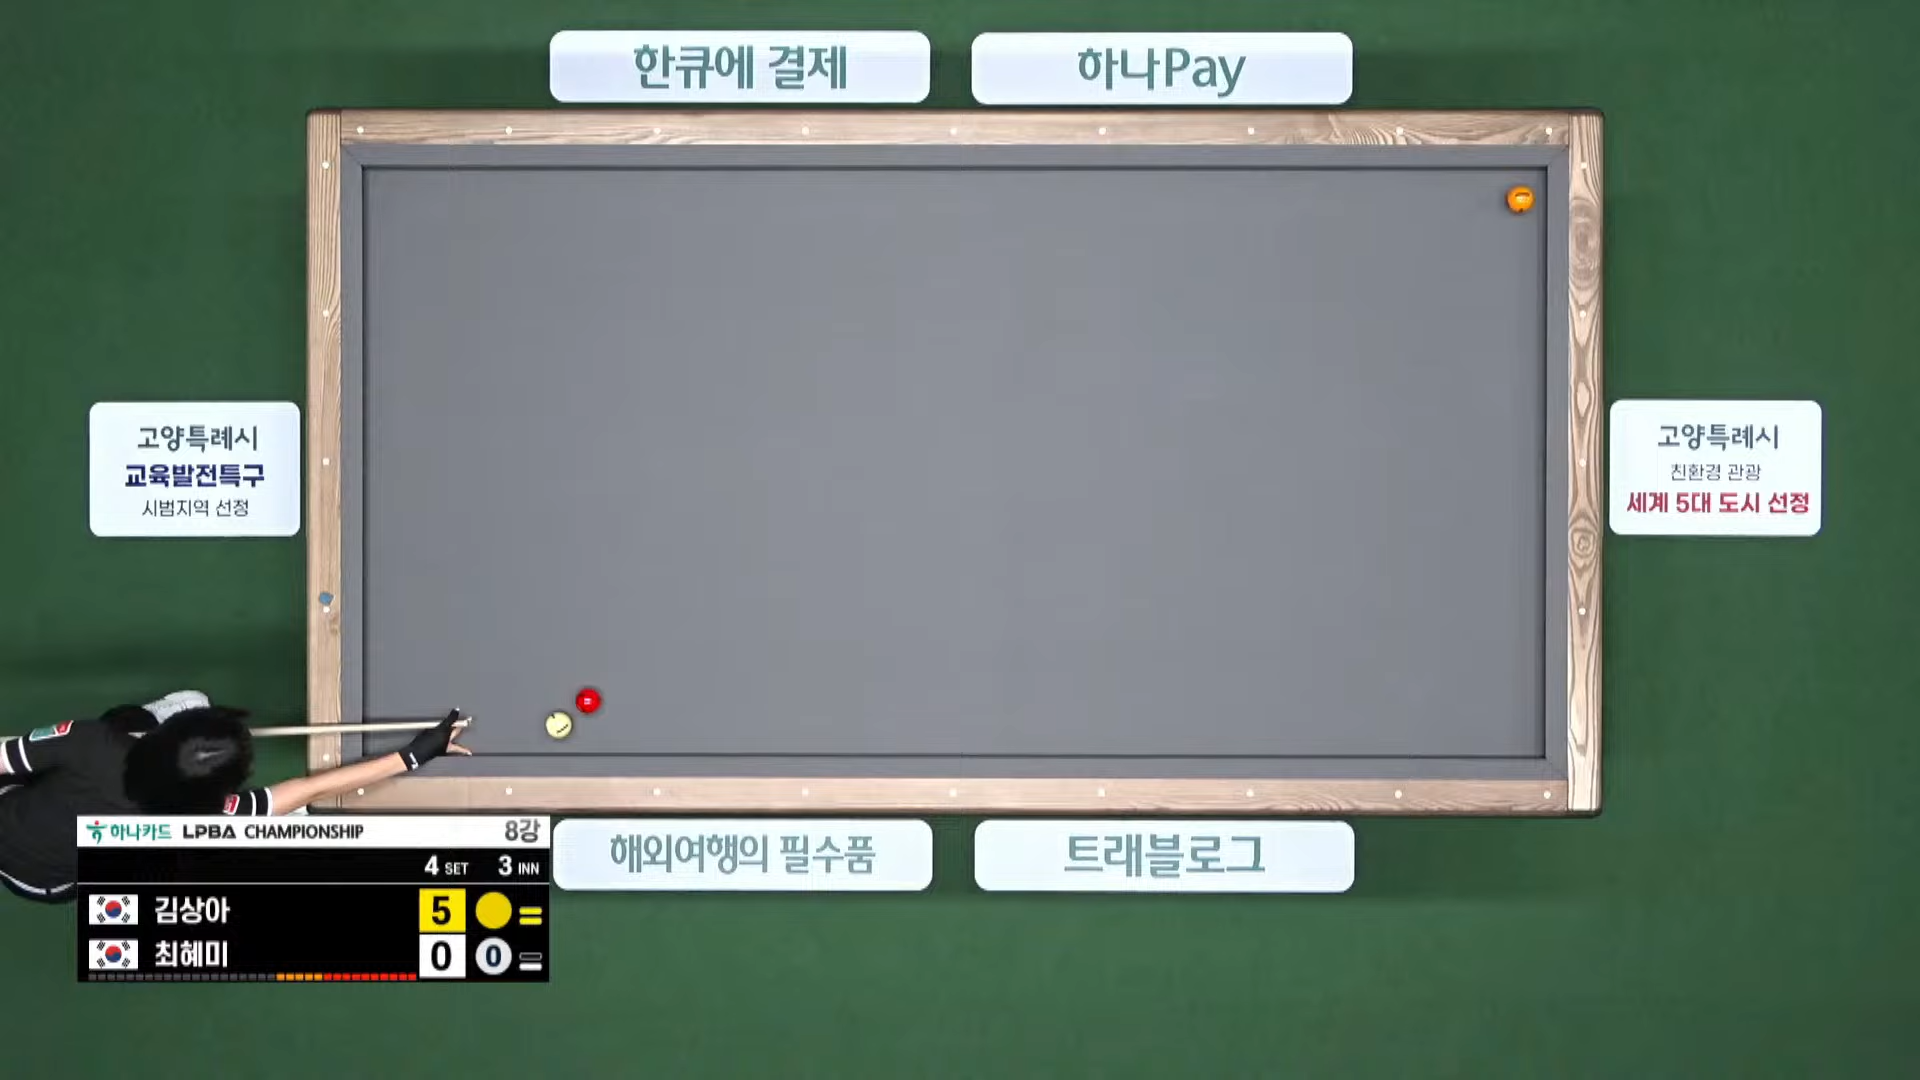 한큐에 결제
하나Pay
고양특례시
교육발전특구
시범지역 선정
고양특례시
친환경 관광
세계 5대 도시 선정
해외여행의 필수품
트래블로그
하나카드 LPBA CHAMPIONSHIP 8강
4 SET 3 INN
김상아 5
최혜미 0 0